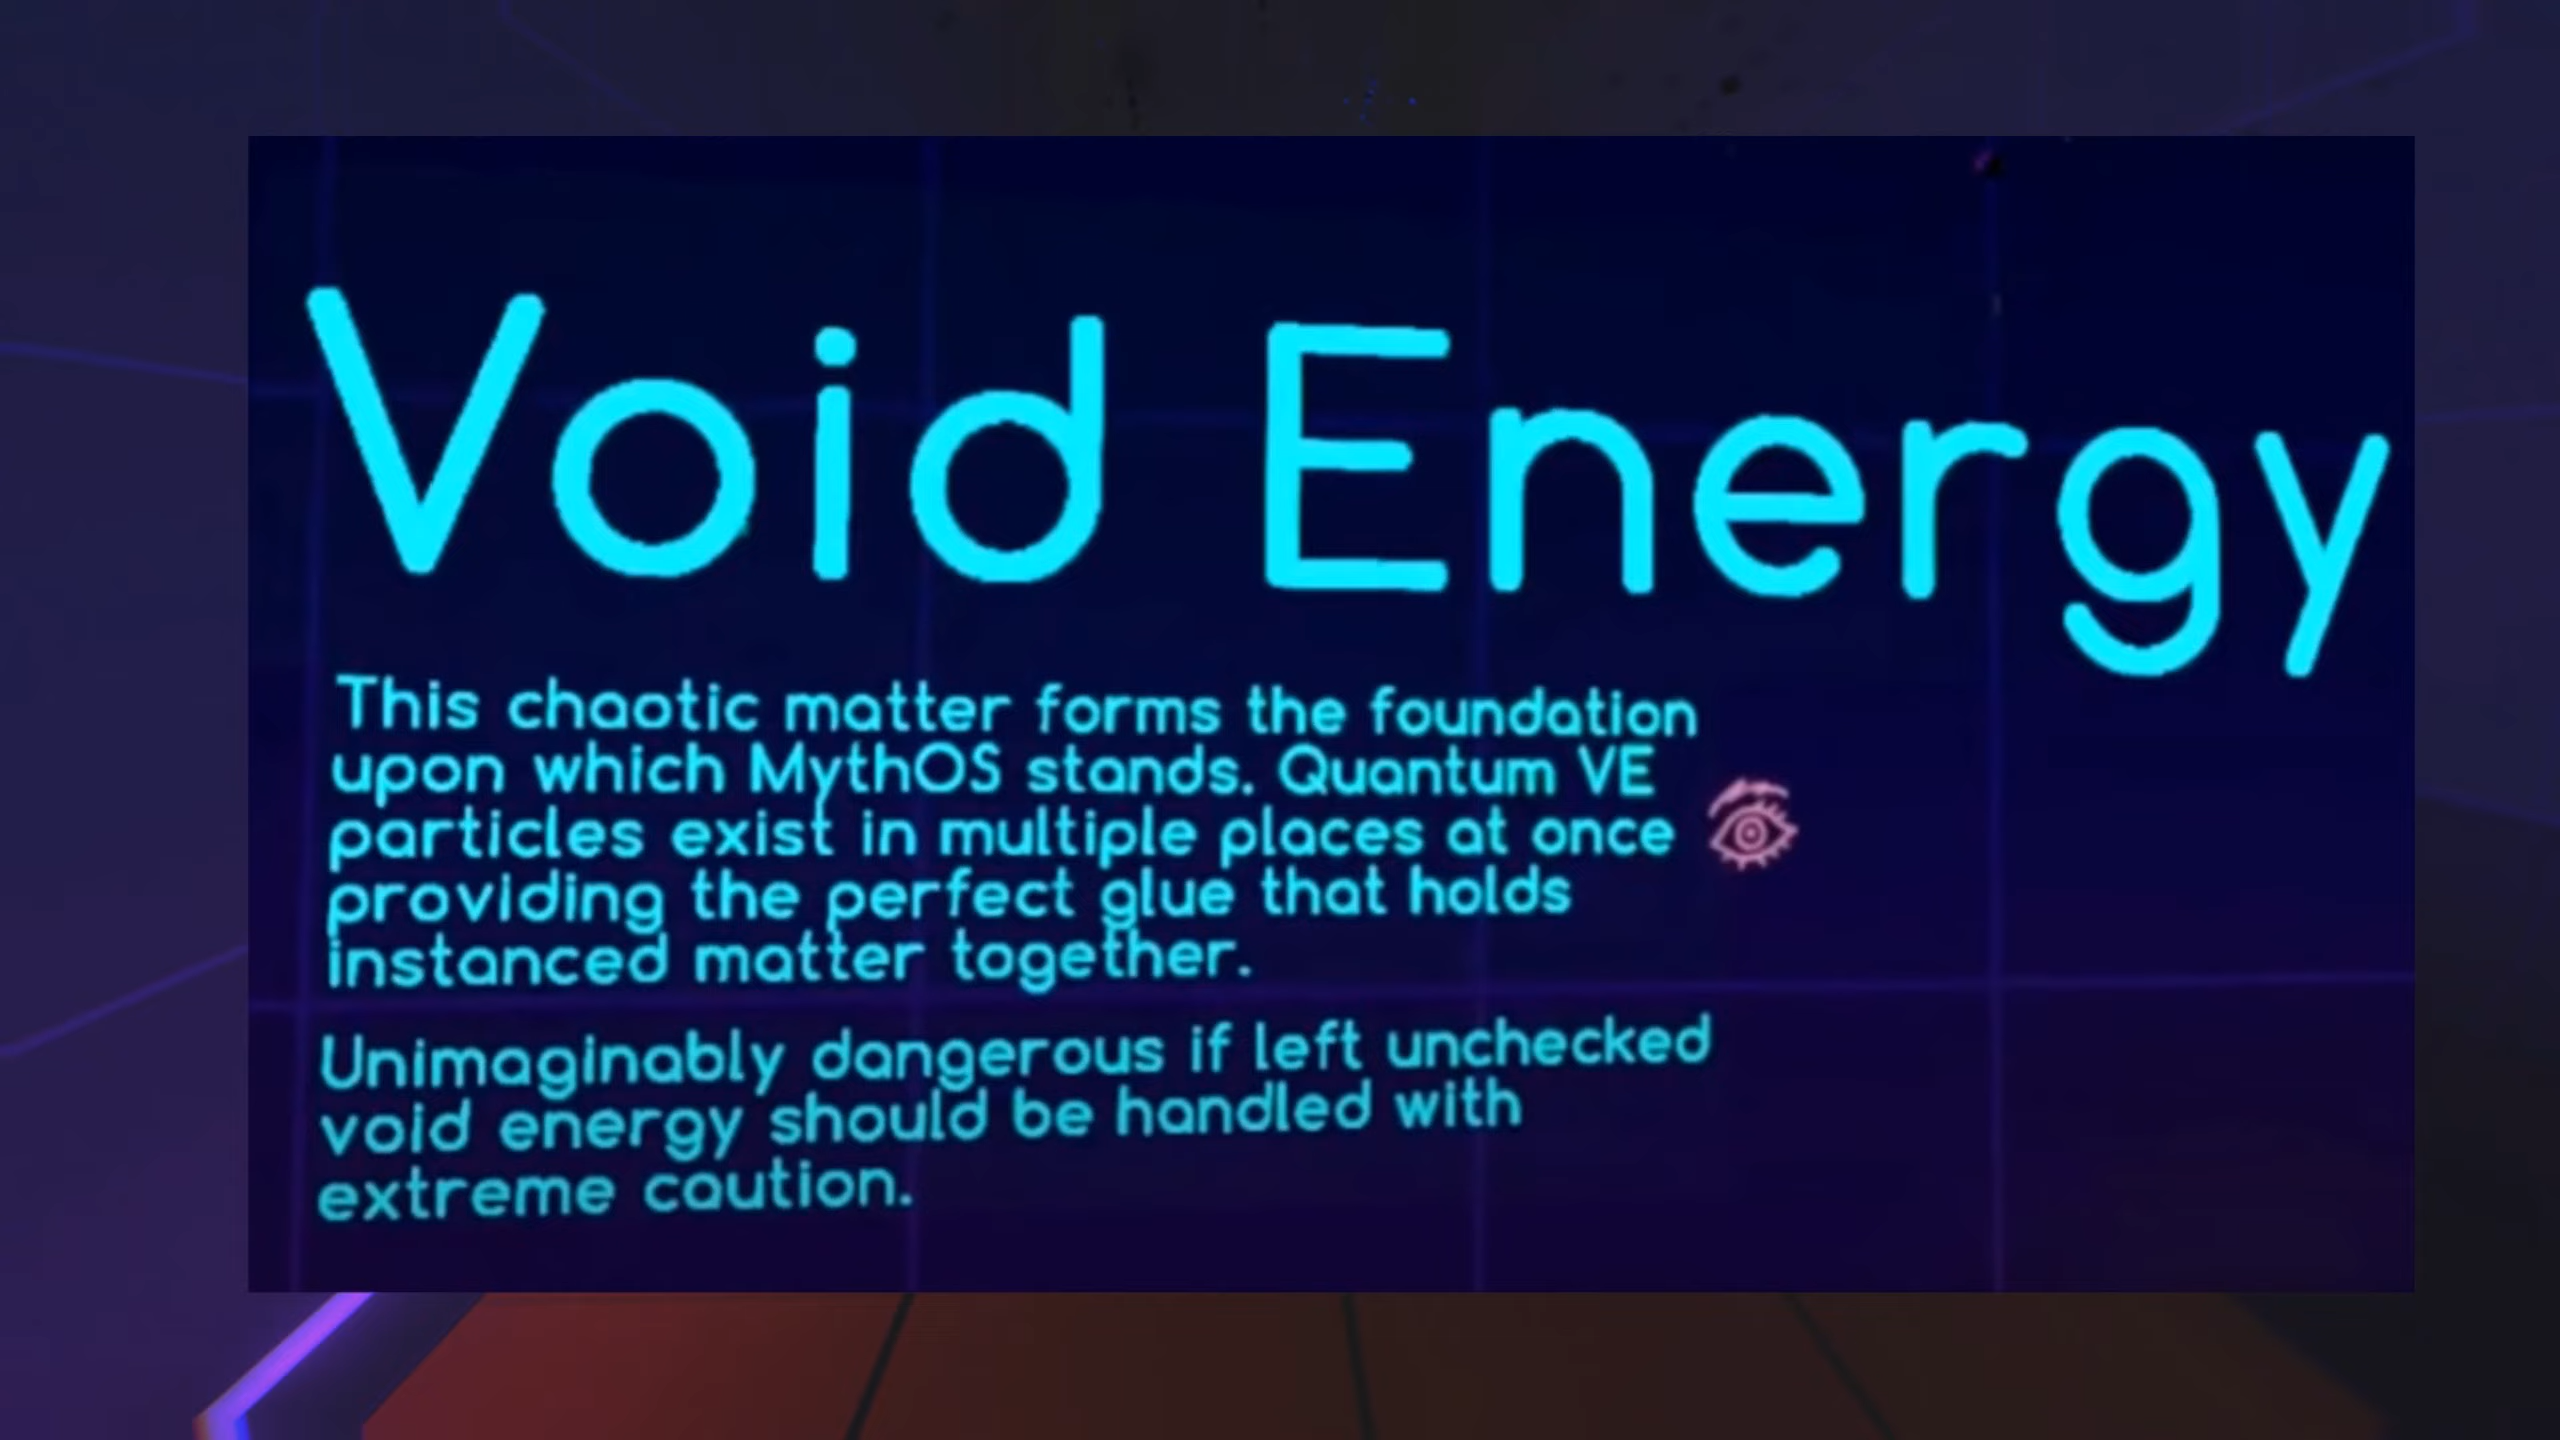 Void Energy
This chaotic matter forms the foundation
upon which MythOS stands. Quantum VE
particles exist in multiple places at once
providing the perfect glue that holds
instanced matter together.
Unimaginably dangerous if left unchecked
void energy should be handled with
extreme caution.